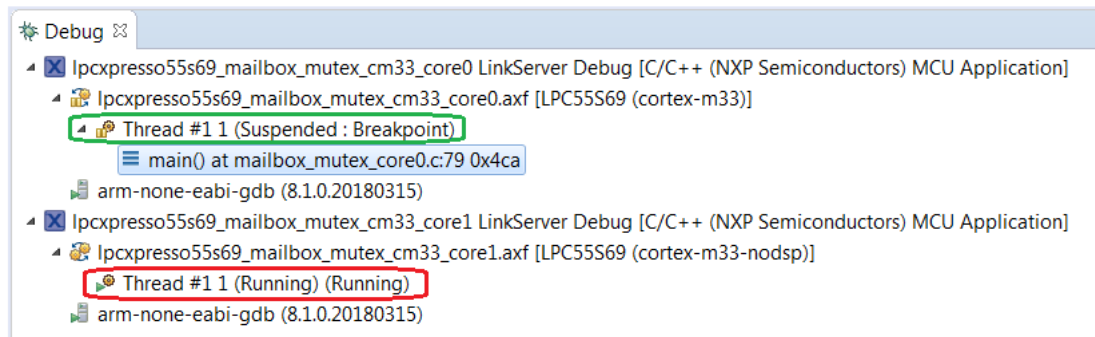 Debug
lpcxpresso55s69_mailbox_mutex_cm33_core0 LinkServer Debug [C/C++ (NXP Semiconductors) MCU Application]
lpcxpresso55s69_mailbox_mutex_cm33_core0.axf [LPC55S69 (cortex-m33)]
Thread #1 1 (Suspended : Breakpoint)
main() at mailbox_mutex_core0.c:79 0x4ca
arm-none-eabi-gdb (8.1.0.20180315)
lpcxpresso55s69_mailbox_mutex_cm33_core1 LinkServer Debug [C/C++ (NXP Semiconductors) MCU Application]
lpcxpresso55s69_mailbox_mutex_cm33_core1.axf [LPC55S69 (cortex-m33-nodsp)]
Thread #1 1 (Running) (Running)
arm-none-eabi-gdb (8.1.0.20180315)